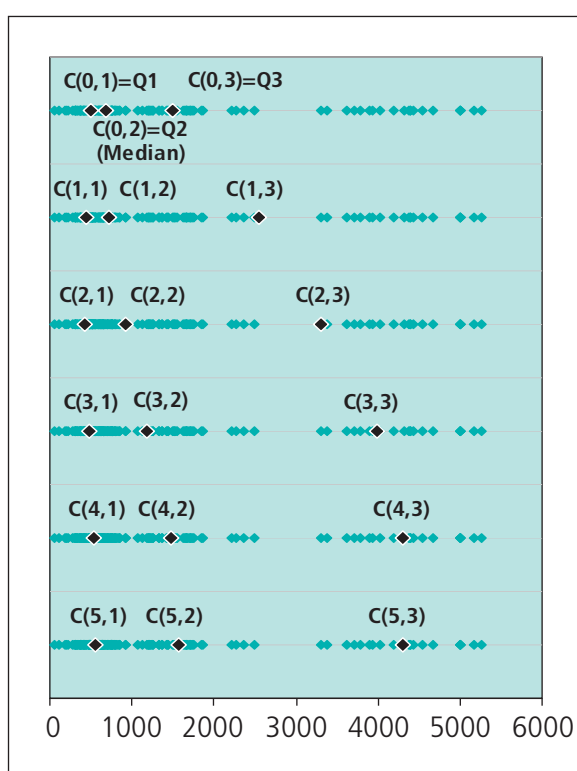 C(0,1)=Q1 C(0,3)=Q3
C(0,2)=Q2
(Median)
C(1,1) C(1,2) C(1,3)
C(2,1) C(2,2) C(2,3)
C(3,1) C(3,2) C(3,3)
C(4,1) C(4,2) C(4,3)
C(5,1) C(5,2) C(5,3)
0 1000 2000 3000 4000 5000 6000